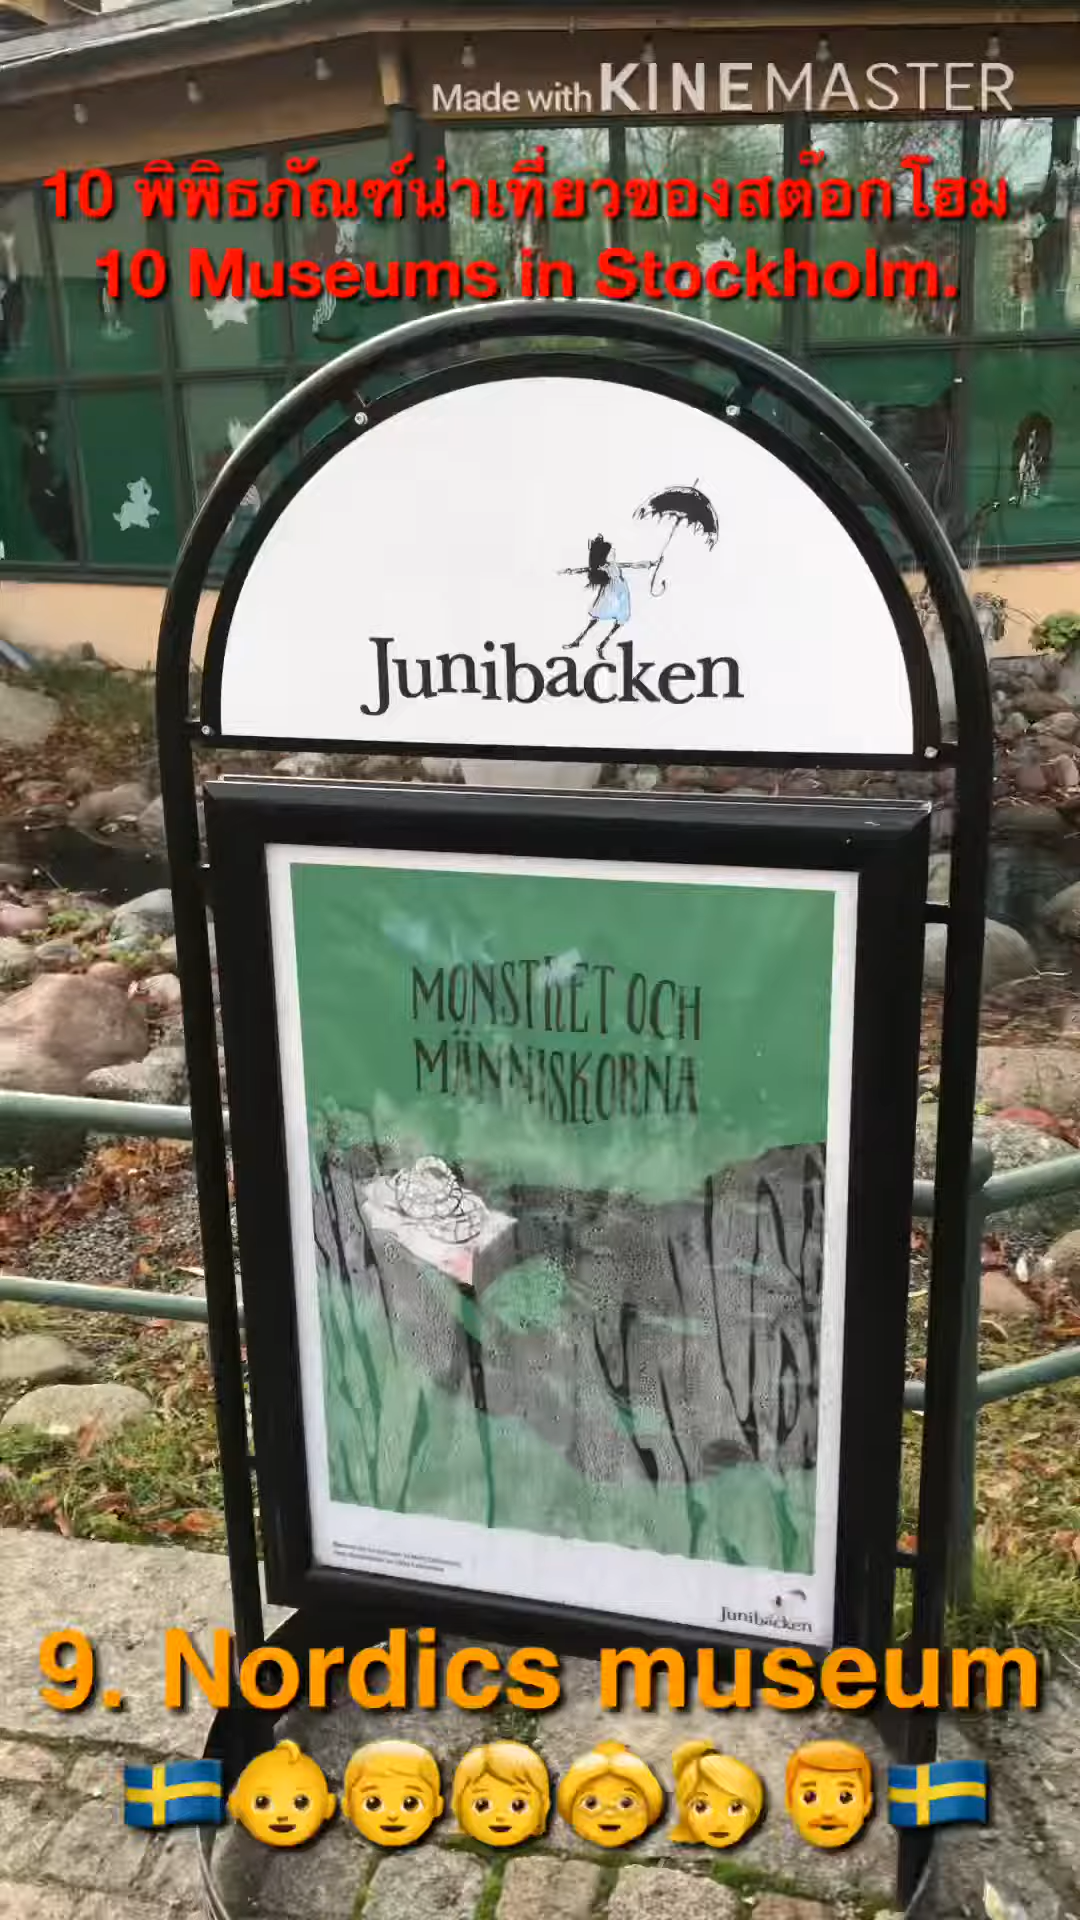 Made with KINEMASTER
10 พิพิธภัณฑ์น่าเที่ยวของสต๊อกโฮม
10 Museums in Stockholm.
Junibacken
MONSTRET OCH
MÄNNISKORNA
Junibacken
9. Nordics museum